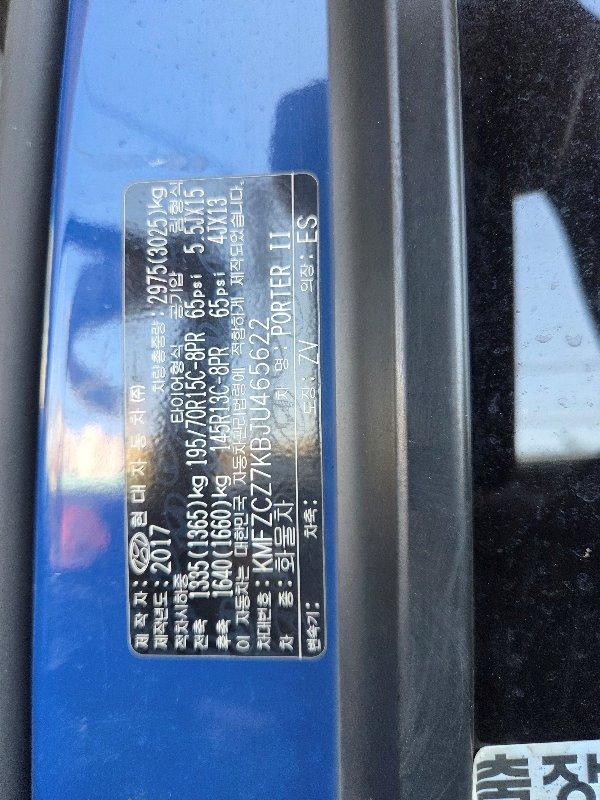 제 작 자: 현 대 자 동 차 (주)
제작년도: 2017 차량총중량: 2975(3025)kg
적차시하중 타이어형식 공기압 림형식
전축 1335(1365)kg 195/70R15C-8PR 65psi 5.5JX15
후축 1640(1660)kg 145R13C-8PR 65psi 4JX13
이 자동차는 대한민국 자동차관리법령에 적합하게 제작되었습니다.
차대번호: KMFZCZ7KBJU465622
차 종: 화물차 차 명: PORTER II
변속기: 차축: 도장: ZV 외장: ES
출장